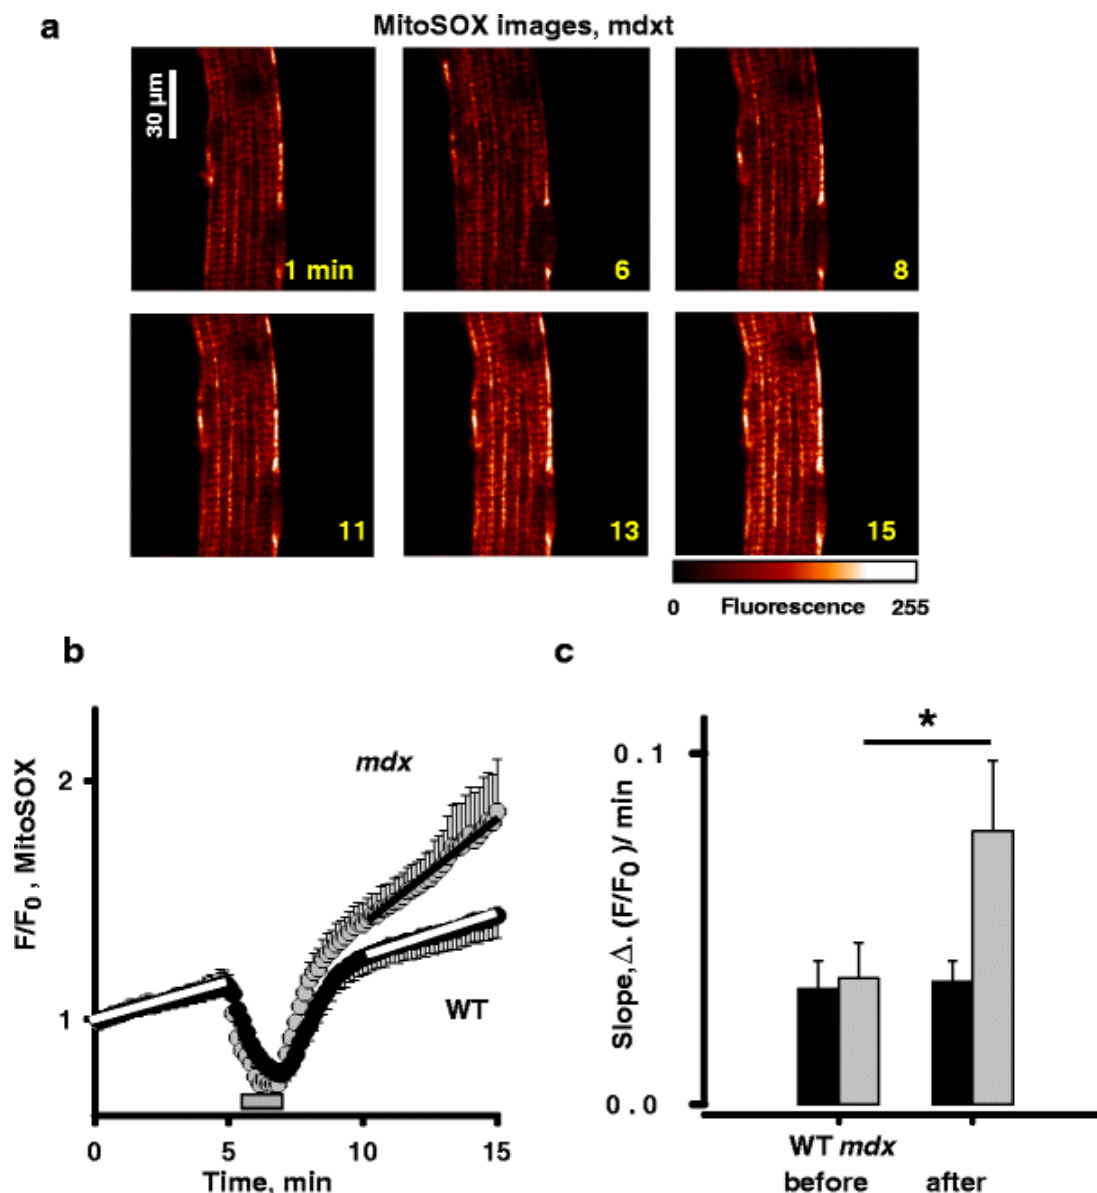 a
MitoSOX images, mdxt
30 µm
1 min
6
8
11
13
15
0 Fluorescence 255
b
F/F0 , MitoSOX
2
1
mdx
WT
0 5 10 15
Time, min
c
Slope,Δ. (F/F0 )/ min
0.1
0.0
*
WT mdx
before after